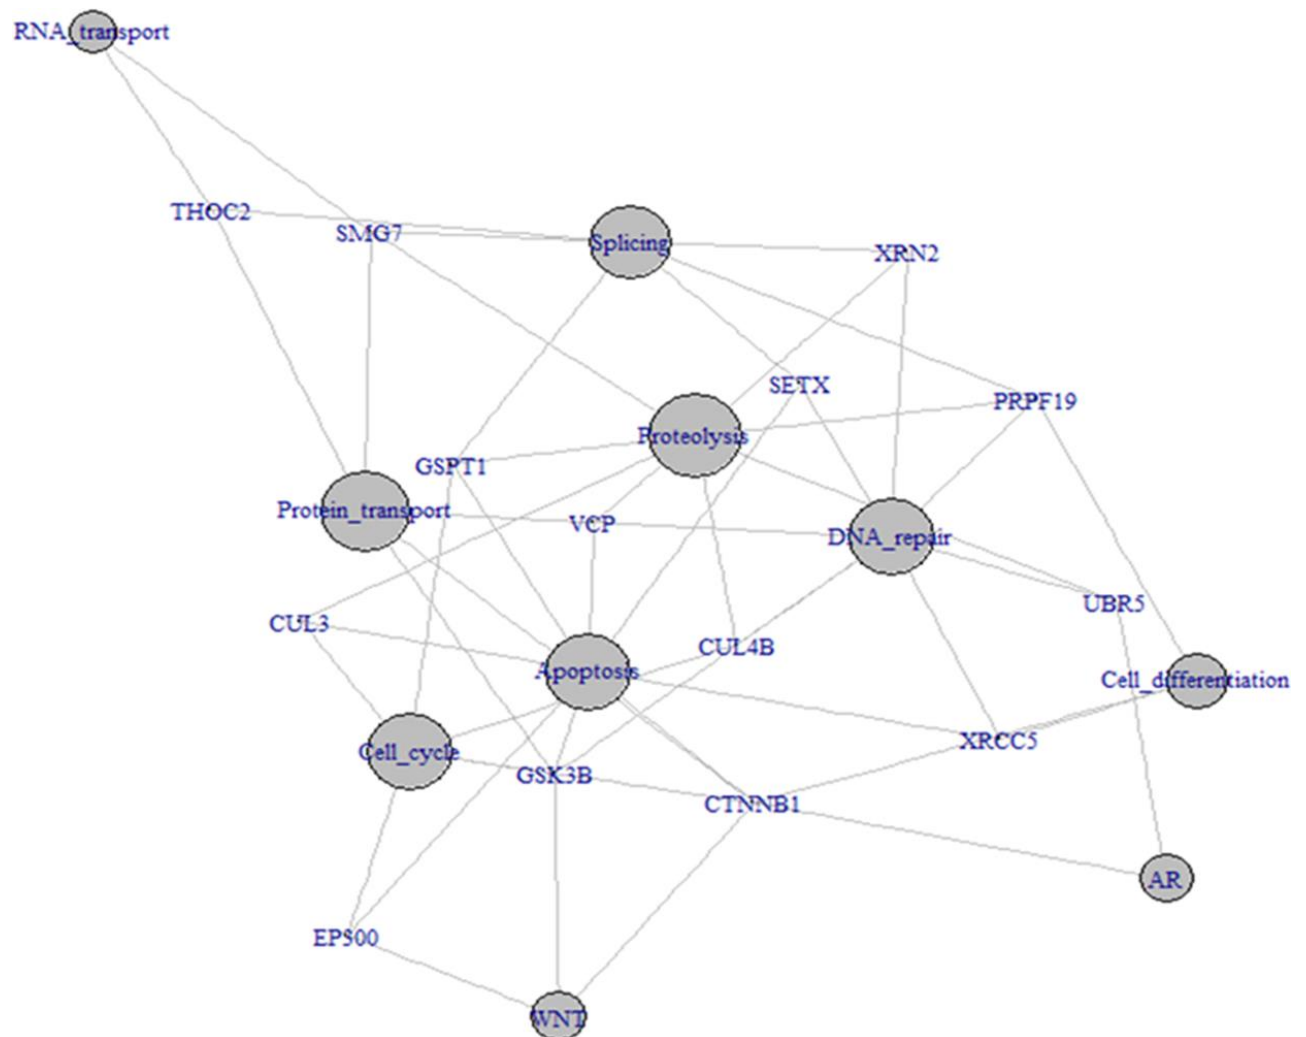 RNA_transport
THOC2
SMG7
Splicing
XRN2
SETX
PRPF19
Proteolysis
GSPT1
Protein_transport
VCP
DNA_repair
UBR5
CUL3
CUL4B
Apoptosis
Cell_differentiation
XRCC5
Cell_cycle
GSK3B
CTNNB1
AR
EP300
WNT